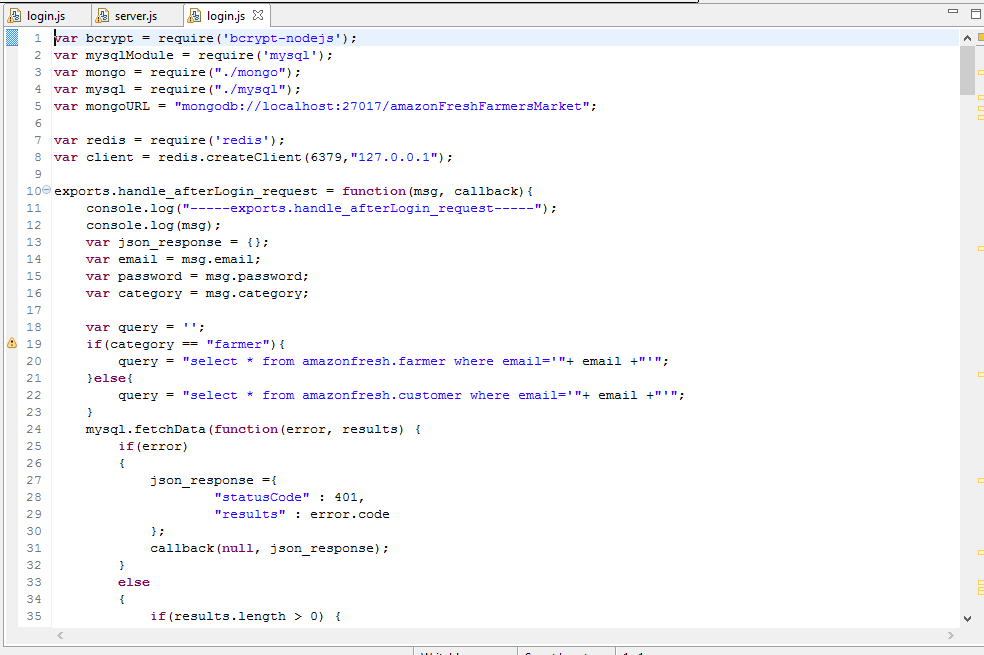 login.js server.js login.js
1 var bcrypt = require('bcrypt-nodejs');
2 var mysqlModule = require('mysql');
3 var mongo = require("./mongo");
4 var mysql = require("./mysql");
5 var mongoURL = "mongodb://localhost:27017/amazonFreshFarmersMarket";
6
7 var redis = require('redis');
8 var client = redis.createClient(6379,"127.0.0.1");
9
10 exports.handle_afterLogin_request = function(msg, callback){
11     console.log("-----exports.handle_afterLogin_request-----");
12     console.log(msg);
13     var json_response = {};
14     var email = msg.email;
15     var password = msg.password;
16     var category = msg.category;
17
18     var query = '';
19     if(category == "farmer"){
20         query = "select * from amazonfresh.farmer where email='"+ email +"'";
21     }else{
22         query = "select * from amazonfresh.customer where email='"+ email +"'";
23     }
24     mysql.fetchData(function(error, results) {
25         if(error)
26         {
27             json_response ={
28                     "statusCode" : 401,
29                     "results" : error.code
30             };
31             callback(null, json_response);
32         }
33         else
34         {
35             if(results.length > 0) {